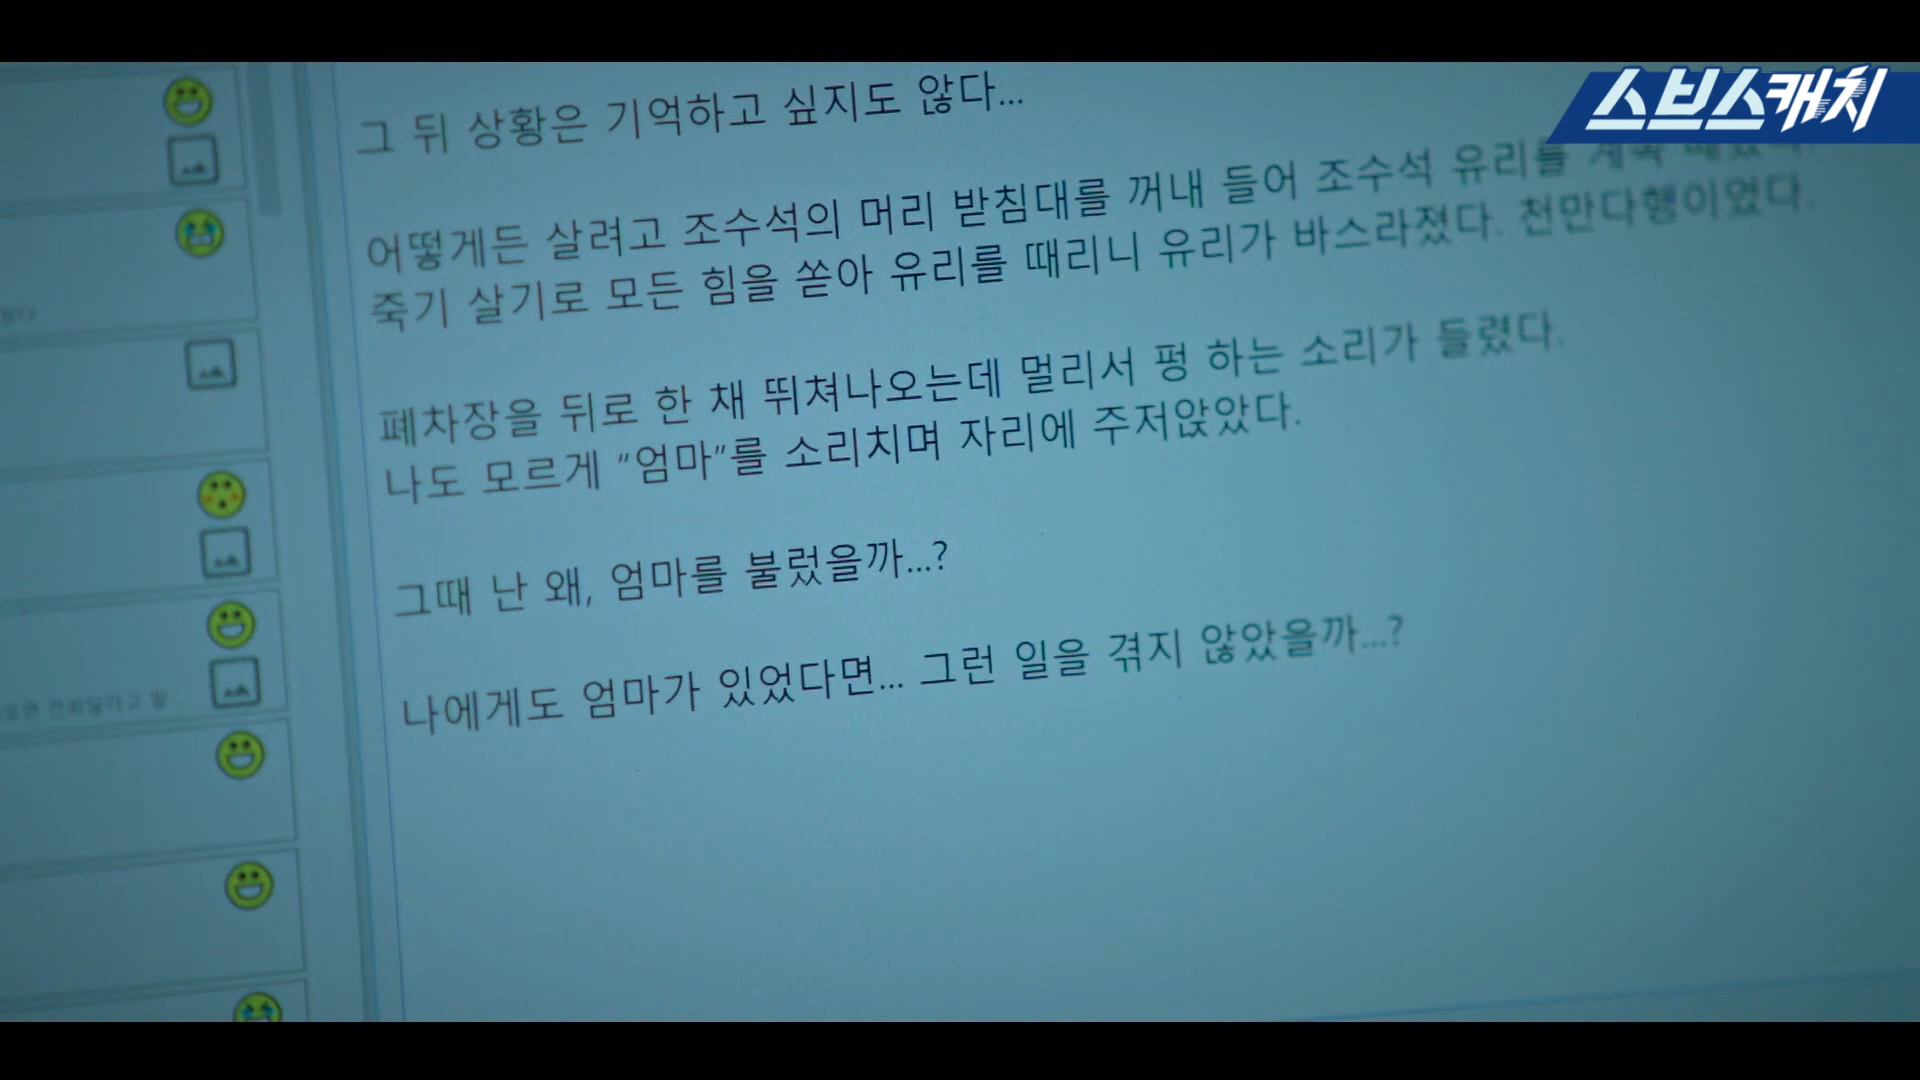 스브스캐치
그 뒤 상황은 기억하고 싶지도 않다...
어떻게든 살려고 조수석의 머리 받침대를 꺼내 들어 조수석 유리를 계속
죽기 살기로 모든 힘을 쏟아 유리를 때리니 유리가 바스라졌다. 천만다행이었다.
폐차장을 뒤로 한 채 뛰쳐나오는데 멀리서 펑 하는 소리가 들렸다.
나도 모르게 "엄마"를 소리치며 자리에 주저앉았다.
그때 난 왜, 엄마를 불렀을까...?
나에게도 엄마가 있었다면... 그런 일을 겪지 않았을까...?